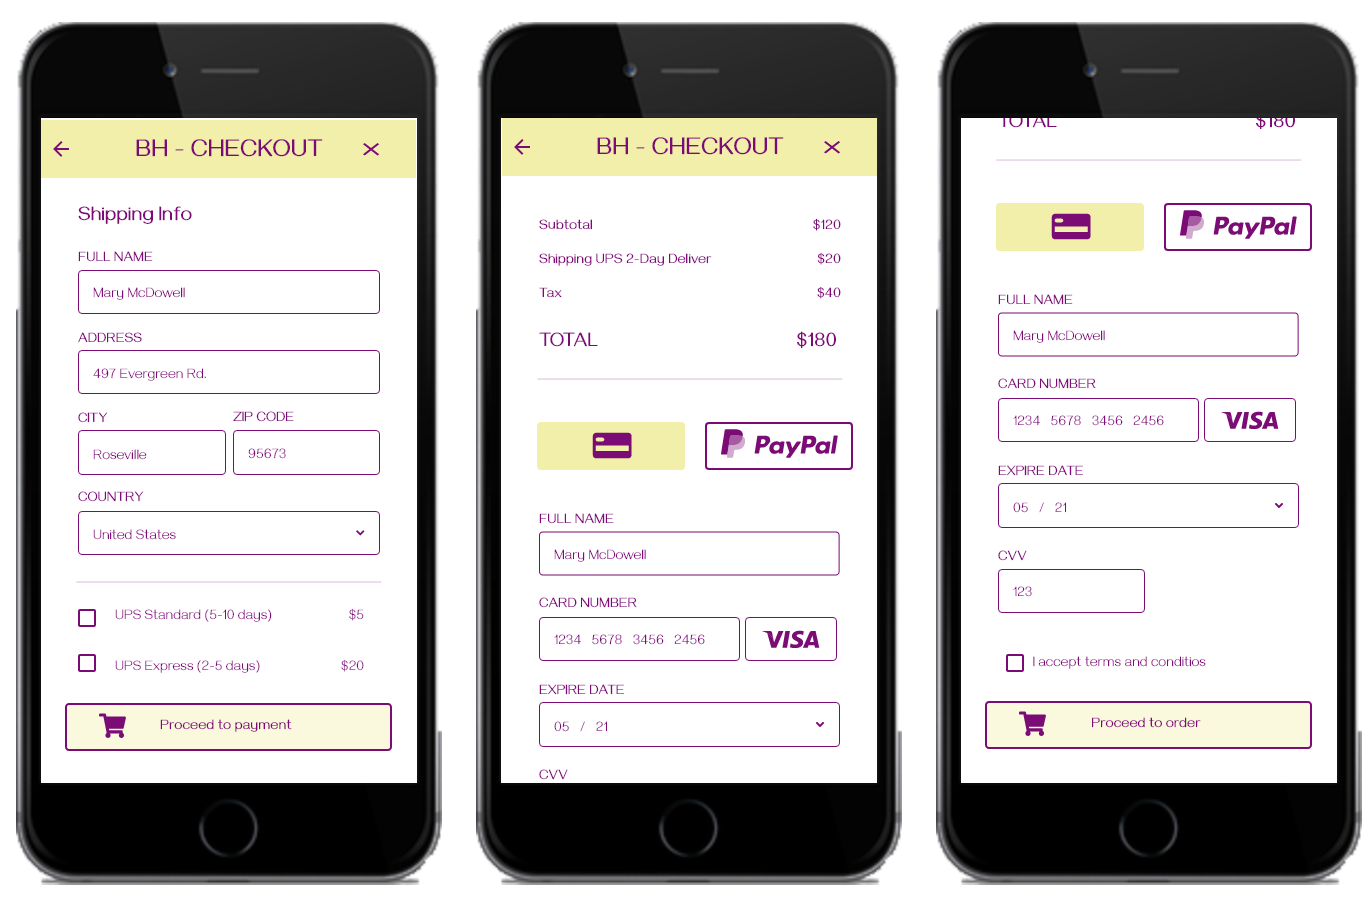 BH - CHECKOUT
Shipping Info
FULL NAME
Mary McDowell
ADDRESS
497 Evergreen Rd.
CITY ZIP CODE
Roseville 95673
COUNTRY
United States
UPS Standard (5-10 days) $5
UPS Express (2-5 days) $20
Proceed to payment
BH - CHECKOUT
Subtotal $120
Shipping UPS 2-Day Deliver $20
Tax $40
TOTAL $180
PayPal
FULL NAME
Mary McDowell
CARD NUMBER
1234 5678 3456 2456 VISA
EXPIRE DATE
05 / 21
CVV
TOTAL $180
PayPal
FULL NAME
Mary McDowell
CARD NUMBER
1234 5678 3456 2456 VISA
EXPIRE DATE
05 / 21
CVV
123
I accept terms and conditios
Proceed to order